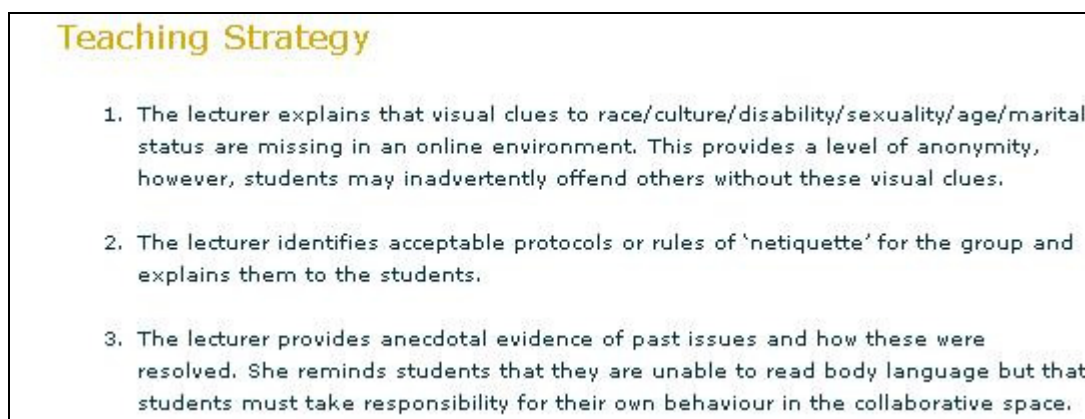 Teaching Strategy
1. The lecturer explains that visual clues to race/culture/disability/sexuality/age/marital
status are missing in an online environment. This provides a level of anonymity,
however, students may inadvertently offend others without these visual clues.
2. The lecturer identifies acceptable protocols or rules of ‘netiquette’ for the group and
explains them to the students.
3. The lecturer provides anecdotal evidence of past issues and how these were
resolved. She reminds students that they are unable to read body language but that
students must take responsibility for their own behaviour in the collaborative space.